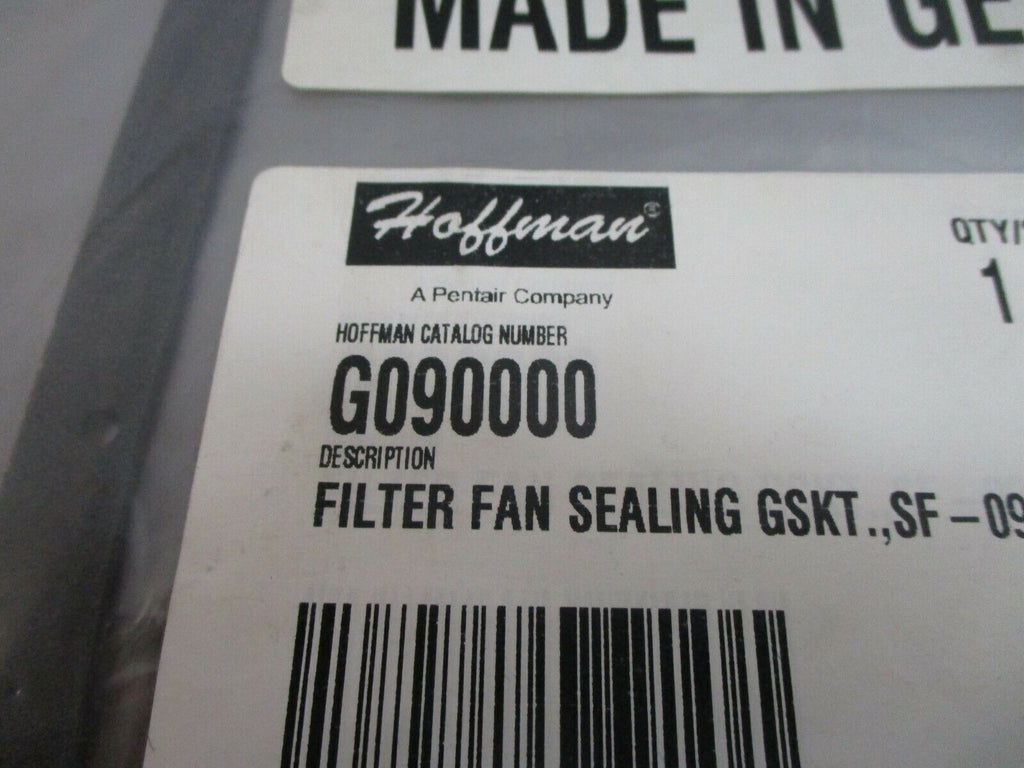 MADE IN GE
Hoffman®
A Pentair Company
QTY/
1
HOFFMAN CATALOG NUMBER
G090000
DESCRIPTION
FILTER FAN SEALING GSKT.,SF-09